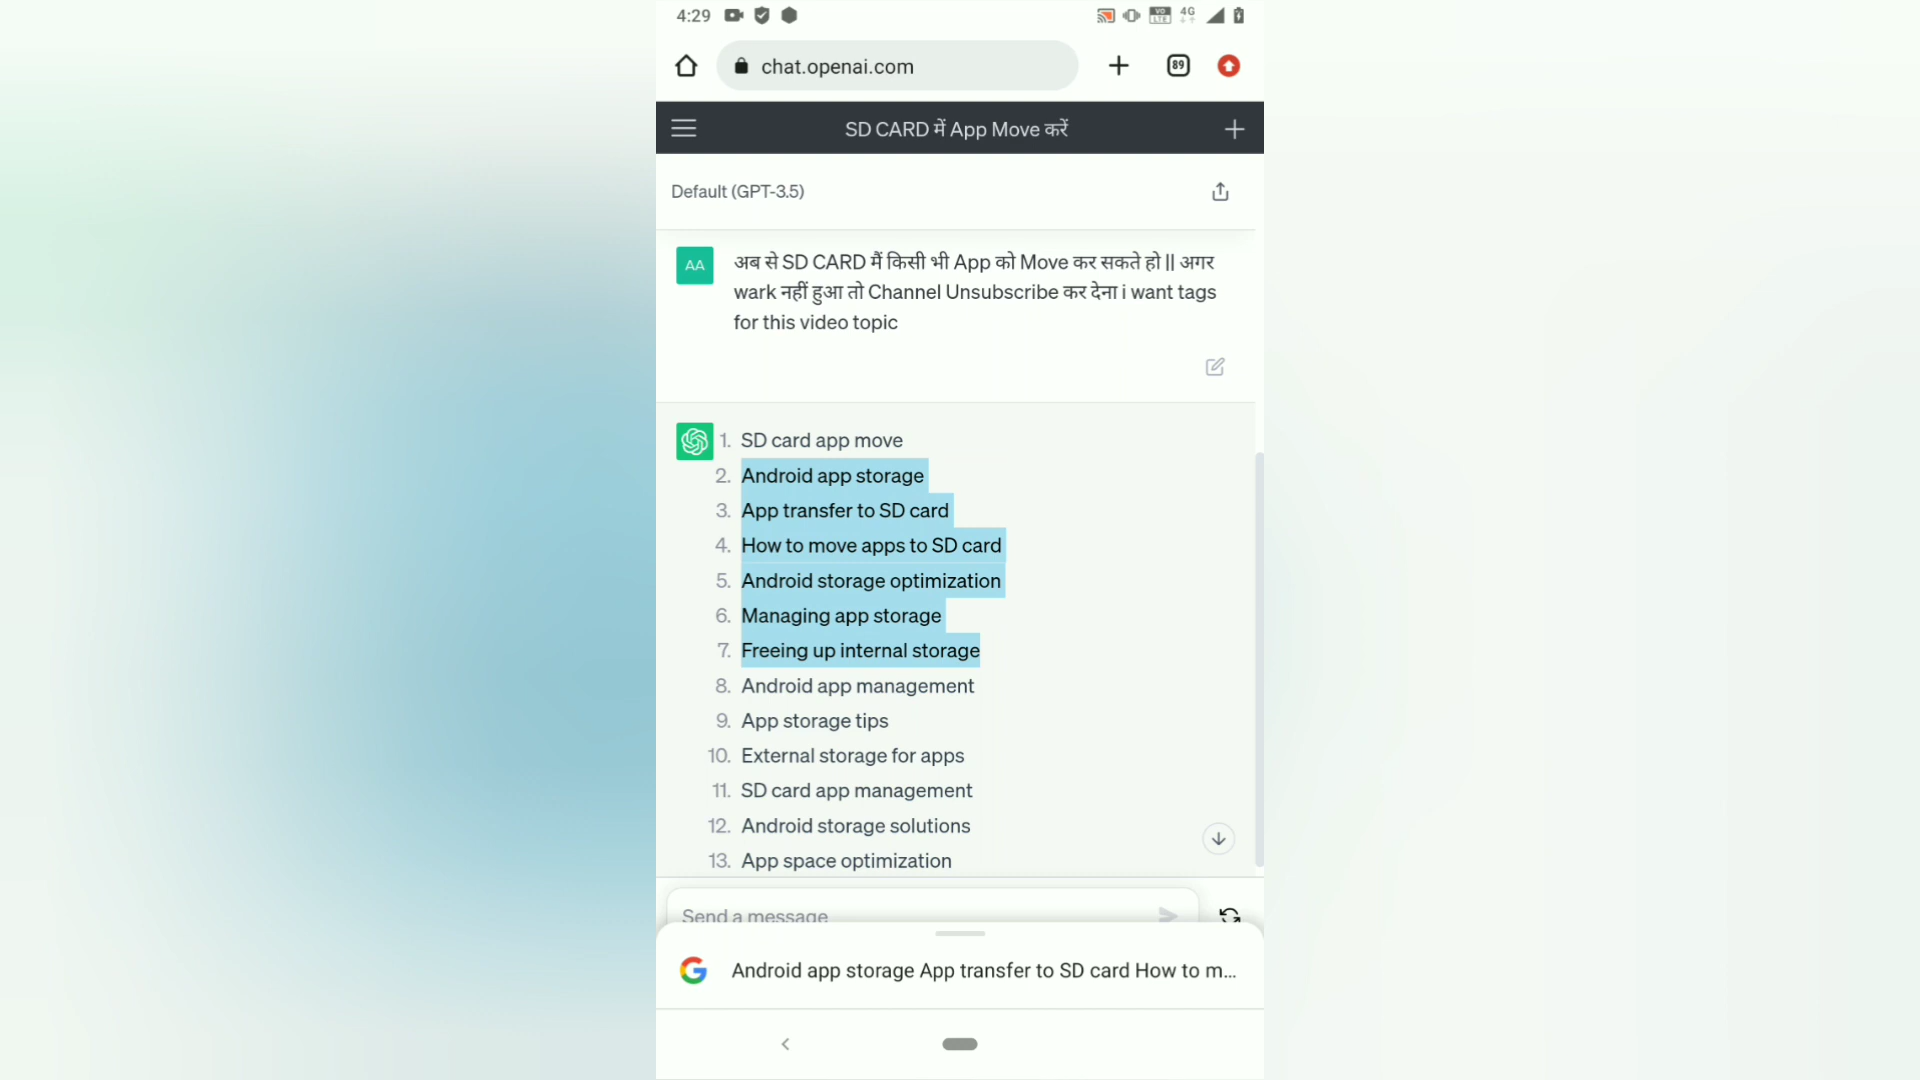 4:29
VO LTE 4G
chat.openai.com
89
SD CARD में App Move करें
Default (GPT-3.5)
AA
अब से SD CARD मैं किसी भी App को Move कर सकते हो || अगर
wark नहीं हुआ तो Channel Unsubscribe कर देना i want tags
for this video topic
1. SD card app move
2. Android app storage
3. App transfer to SD card
4. How to move apps to SD card
5. Android storage optimization
6. Managing app storage
7. Freeing up internal storage
8. Android app management
9. App storage tips
10. External storage for apps
11. SD card app management
12. Android storage solutions
13. App space optimization
Send a message
Android app storage App transfer to SD card How to m...